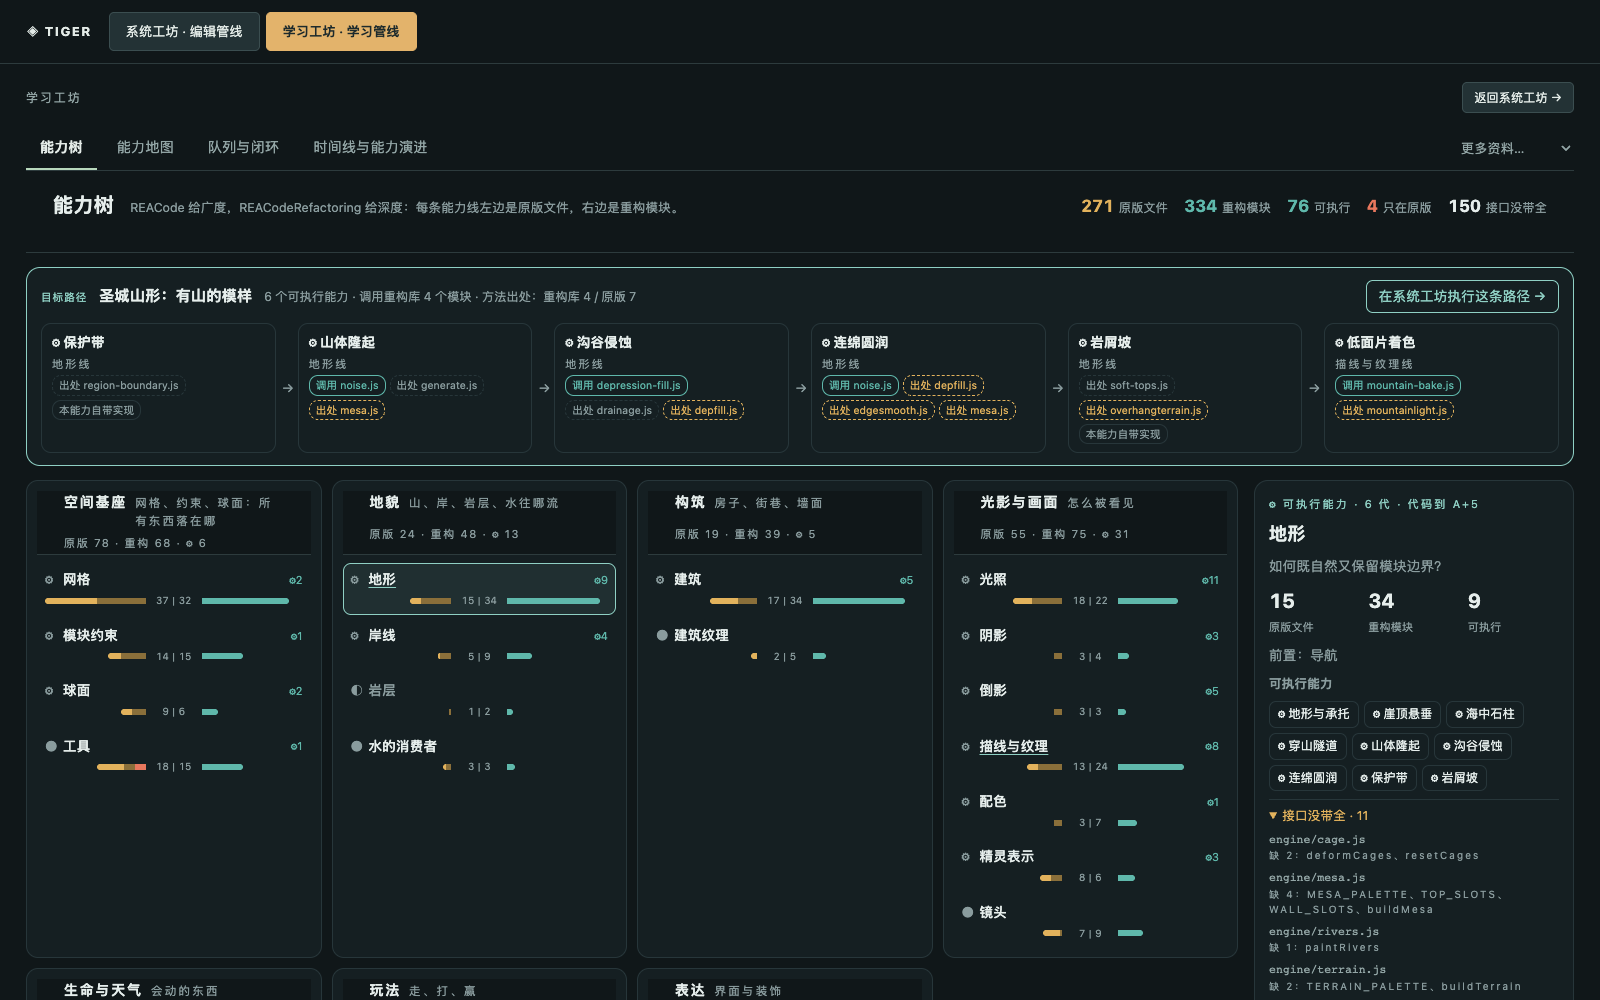 ◈ TIGER
系统工坊 · 编辑管线
学习工坊 · 学习管线
学习工坊
返回系统工坊 →
能力树
能力地图
队列与闭环
时间线与能力演进
更多资料...
能力树
REACode 给广度，REACodeRefactoring 给深度：每条能力线左边是原版文件，右边是重构模块。
271 原版文件
334 重构模块
76 可执行
4 只在原版
150 接口没带全
目标路径
圣城山形：有山的模样
6 个可执行能力 · 调用重构库 4 个模块 · 方法出处：重构库 4 / 原版 7
在系统工坊执行这条路径 →
⚙保护带
地形线
出处 region-boundary.js
本能力自带实现
→
⚙山体隆起
地形线
调用 noise.js
出处 generate.js
出处 mesa.js
→
⚙沟谷侵蚀
地形线
调用 depression-fill.js
出处 drainage.js
出处 depfill.js
→
⚙连绵圆润
地形线
调用 noise.js
出处 depfill.js
出处 edgesmooth.js
出处 mesa.js
→
⚙岩屑坡
地形线
出处 soft-tops.js
出处 overhangterrain.js
本能力自带实现
→
⚙低面片着色
描线与纹理线
调用 mountain-bake.js
出处 mountainlight.js
空间基座 网格、约束、球面：所
有东西落在哪
原版 78 · 重构 68 · ⚙ 6
⚙ 网格 ⚙2
37 | 32
⚙ 模块约束 ⚙1
14 | 15
⚙ 球面 ⚙2
9 | 6
工具 ⚙1
18 | 15
地貌 山、岸、岩层、水往哪流
原版 24 · 重构 48 · ⚙ 13
⚙ 地形 ⚙9
15 | 34
⚙ 岸线 ⚙4
5 | 9
岩层
1 | 2
水的消费者
3 | 3
构筑 房子、街巷、墙面
原版 19 · 重构 39 · ⚙ 5
⚙ 建筑 ⚙5
17 | 34
建筑纹理
2 | 5
光影与画面 怎么被看见
原版 55 · 重构 75 · ⚙ 31
⚙ 光照 ⚙11
18 | 22
⚙ 阴影 ⚙3
3 | 4
⚙ 倒影 ⚙5
3 | 3
⚙ 描线与纹理 ⚙8
13 | 24
⚙ 配色 ⚙1
3 | 7
⚙ 精灵表示 ⚙3
8 | 6
镜头
7 | 9
⚙ 可执行能力 · 6 代 · 代码到 A+5
地形
如何既自然又保留模块边界？
15
34
9
原版文件
重构模块
可执行
前置：导航
可执行能力
⚙地形与承托
⚙崖顶悬垂
⚙海中石柱
⚙穿山隧道
⚙山体隆起
⚙沟谷侵蚀
⚙连绵圆润
⚙保护带
⚙岩屑坡
▼ 接口没带全 · 11
engine/cage.js
缺 2：deformCages、resetCages
engine/mesa.js
缺 4：MESA_PALETTE、TOP_SLOTS、
WALL_SLOTS、buildMesa
engine/rivers.js
缺 1：paintRivers
engine/terrain.js
缺 2：TERRAIN_PALETTE、buildTerrain
生命与天气 会动的东西
玩法 走、打、赢
表达 界面与装饰